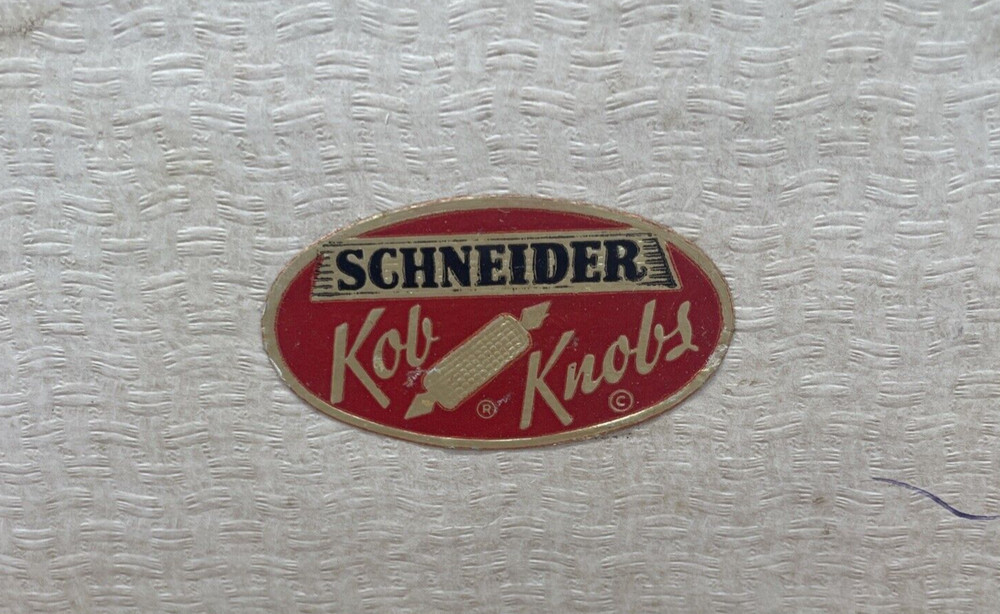 SCHNEIDER
Kob Knobs
® ©